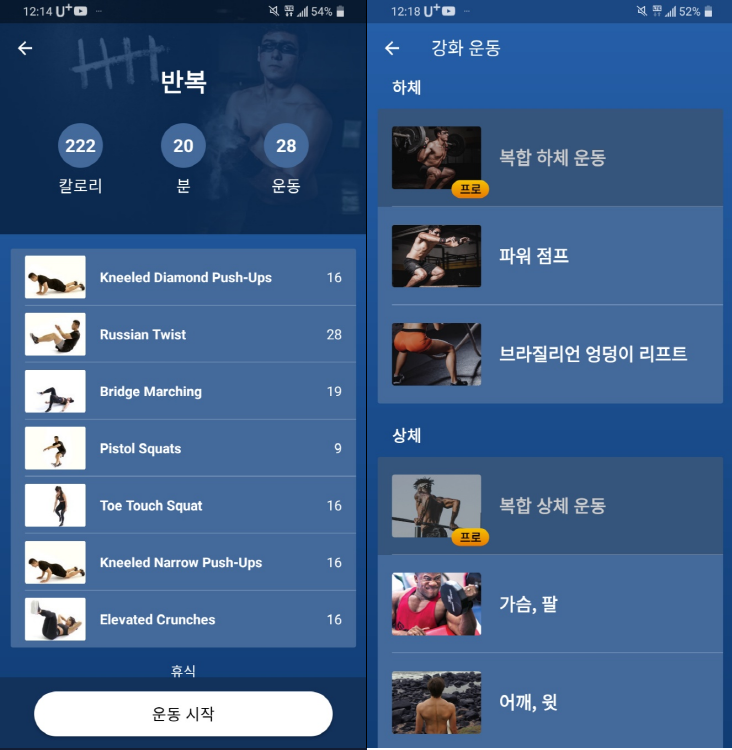 12:14 U+ 54%
반복
222 20 28
칼로리 분 운동
Kneeled Diamond Push-Ups 16
Russian Twist 28
Bridge Marching 19
Pistol Squats 9
Toe Touch Squat 16
Kneeled Narrow Push-Ups 16
Elevated Crunches 16
휴식
운동 시작
12:18 U+ 52%
강화 운동
하체
복합 하체 운동
프로
파워 점프
브라질리언 엉덩이 리프트
상체
복합 상체 운동
프로
가슴, 팔
어깨, 윗